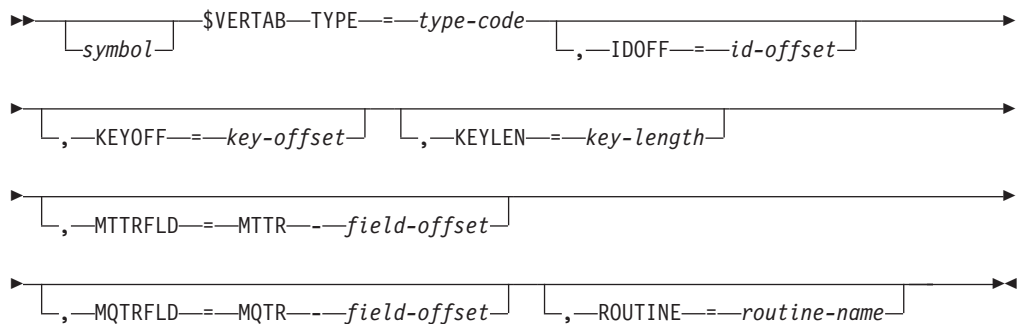 $VERTAB TYPE = type-code
symbol , IDOFF = id-offset
, KEYOFF = key-offset , KEYLEN = key-length
, MTTRFLD = MTTR - field-offset
, MQTRFLD = MQTR - field-offset , ROUTINE = routine-name